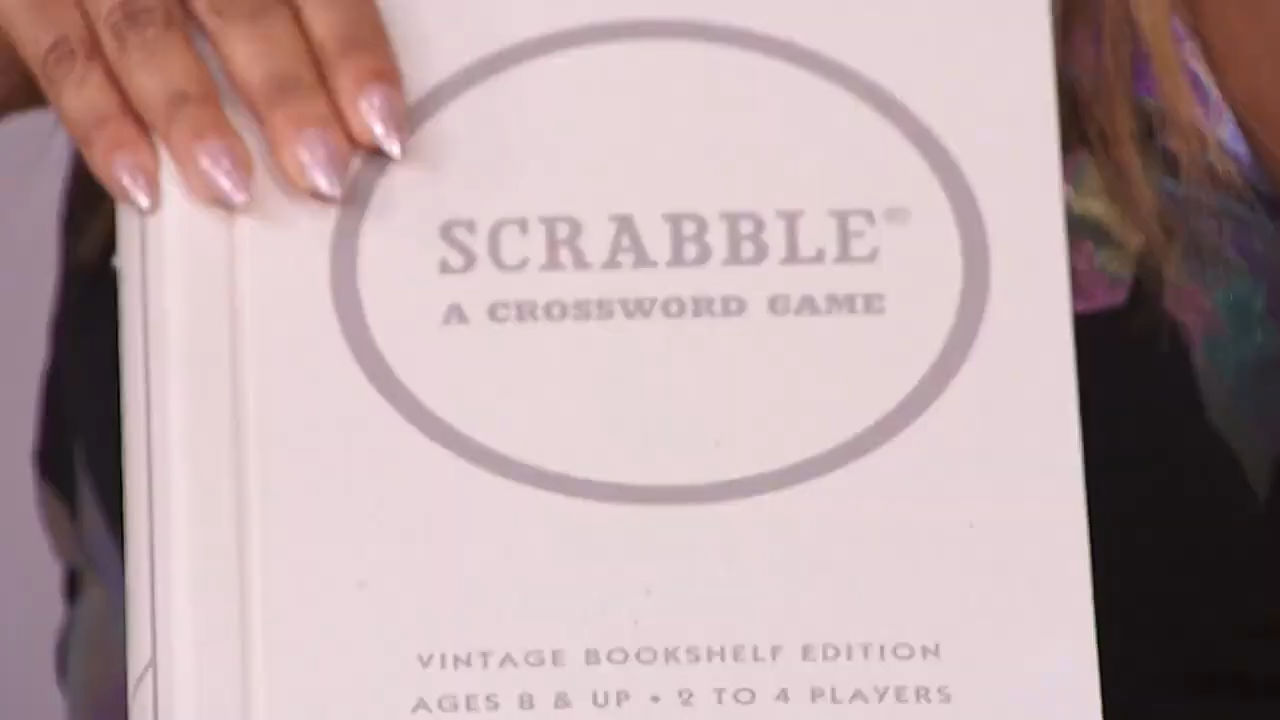 SCRABBLE®
A CROSSWORD GAME
VINTAGE BOOKSHELF EDITION
AGES 8 & UP • 2 TO 4 PLAYERS